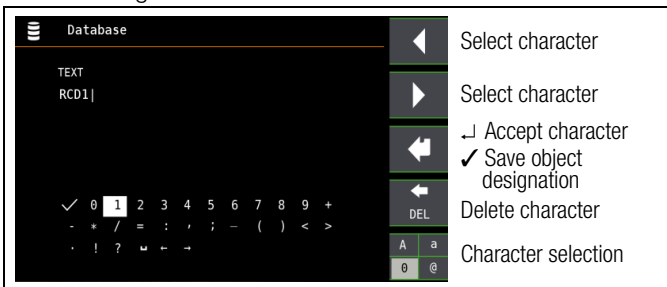 Database
TEXT
RCD1|
✓ 0 1 2 3 4 5 6 7 8 9 +
- * / = : , ; _ ( ) < >
. ! ? ␣ ← →
DEL
A a
0 @
Select character
Select character
↵ Accept character
✓ Save object
designation
Delete character
Character selection